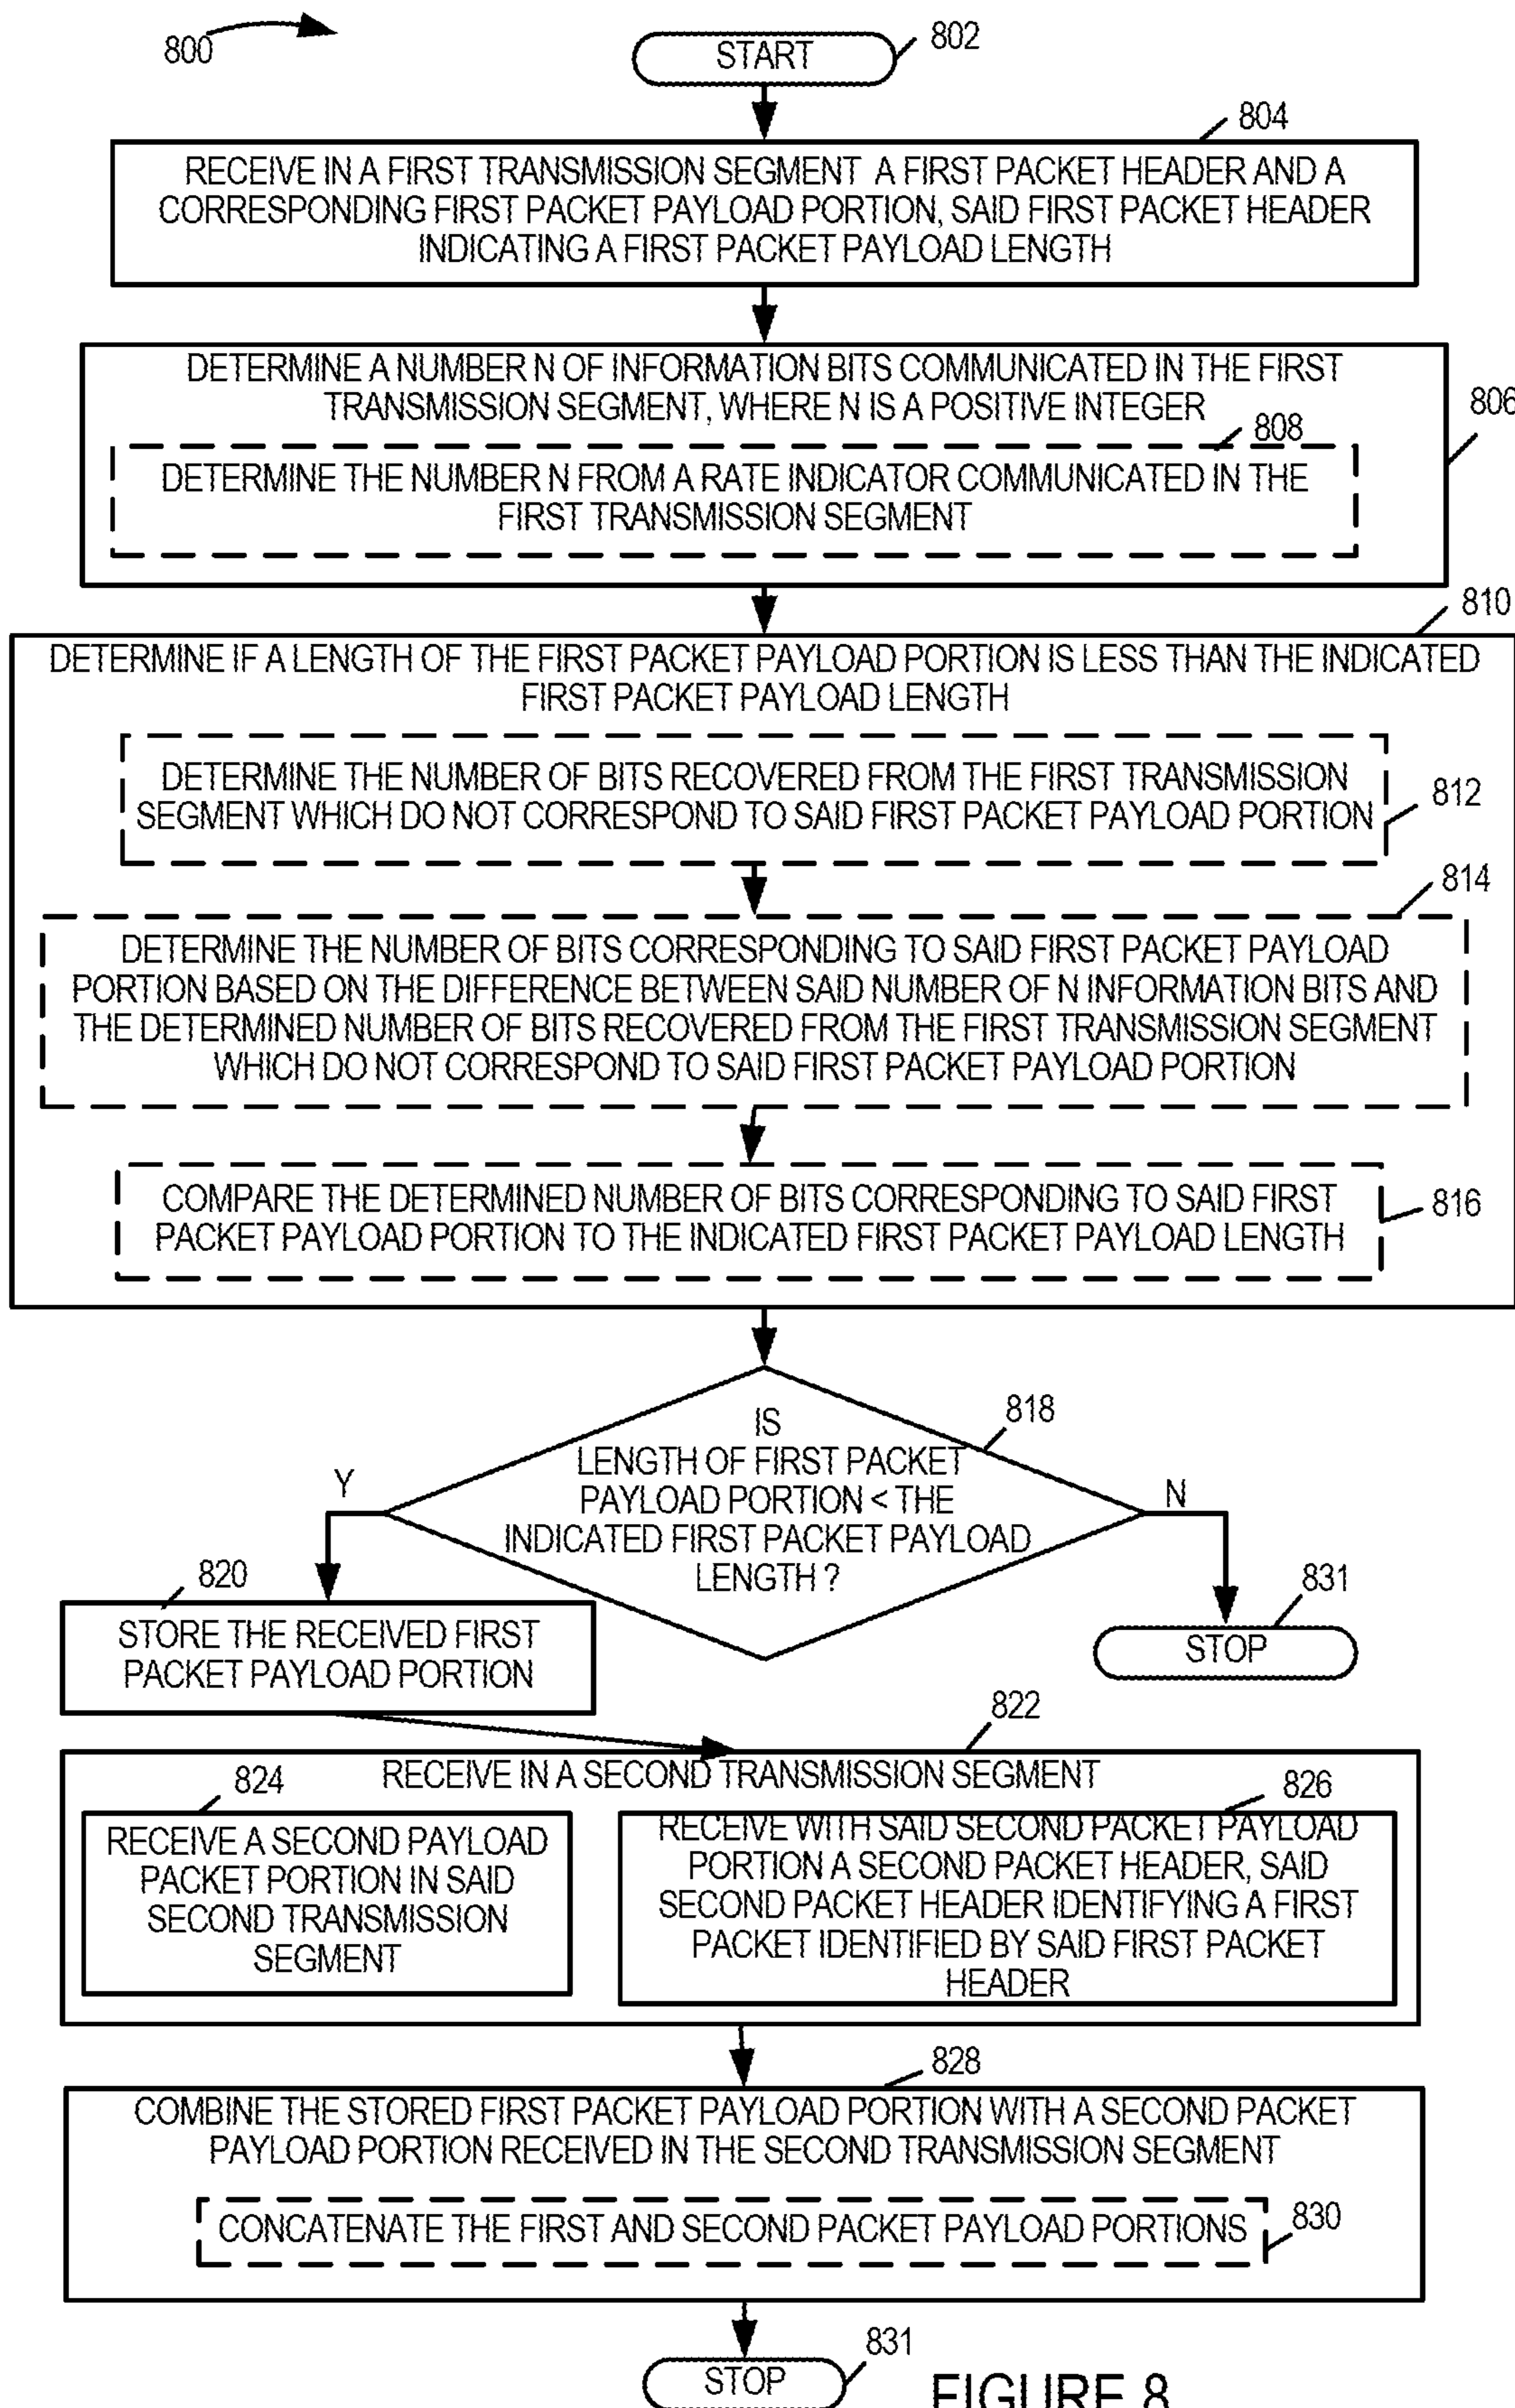 800
START
802
804
RECEIVE IN A FIRST TRANSMISSION SEGMENT A FIRST PACKET HEADER AND A
CORRESPONDING FIRST PACKET PAYLOAD PORTION, SAID FIRST PACKET HEADER
INDICATING A FIRST PACKET PAYLOAD LENGTH
DETERMINE A NUMBER N OF INFORMATION BITS COMMUNICATED IN THE FIRST
TRANSMISSION SEGMENT, WHERE N IS A POSITIVE INTEGER
806
808
DETERMINE THE NUMBER N FROM A RATE INDICATOR COMMUNICATED IN THE
FIRST TRANSMISSION SEGMENT
810
DETERMINE IF A LENGTH OF THE FIRST PACKET PAYLOAD PORTION IS LESS THAN THE INDICATED
FIRST PACKET PAYLOAD LENGTH
DETERMINE THE NUMBER OF BITS RECOVERED FROM THE FIRST TRANSMISSION
SEGMENT WHICH DO NOT CORRESPOND TO SAID FIRST PACKET PAYLOAD PORTION
812
814
DETERMINE THE NUMBER OF BITS CORRESPONDING TO SAID FIRST PACKET PAYLOAD
PORTION BASED ON THE DIFFERENCE BETWEEN SAID NUMBER OF N INFORMATION BITS AND
THE DETERMINED NUMBER OF BITS RECOVERED FROM THE FIRST TRANSMISSION SEGMENT
WHICH DO NOT CORRESPOND TO SAID FIRST PACKET PAYLOAD PORTION
COMPARE THE DETERMINED NUMBER OF BITS CORRESPONDING TO SAID FIRST
PACKET PAYLOAD PORTION TO THE INDICATED FIRST PACKET PAYLOAD LENGTH
816
818
IS
LENGTH OF FIRST PACKET
PAYLOAD PORTION < THE
INDICATED FIRST PACKET PAYLOAD
LENGTH ?
Y
N
820
STORE THE RECEIVED FIRST
PACKET PAYLOAD PORTION
831
STOP
822
RECEIVE IN A SECOND TRANSMISSION SEGMENT
824
RECEIVE A SECOND PAYLOAD
PACKET PORTION IN SAID
SECOND TRANSMISSION
SEGMENT
826
RECEIVE WITH SAID SECOND PACKET PAYLOAD
PORTION A SECOND PACKET HEADER, SAID
SECOND PACKET HEADER IDENTIFYING A FIRST
PACKET IDENTIFIED BY SAID FIRST PACKET
HEADER
828
COMBINE THE STORED FIRST PACKET PAYLOAD PORTION WITH A SECOND PACKET
PAYLOAD PORTION RECEIVED IN THE SECOND TRANSMISSION SEGMENT
CONCATENATE THE FIRST AND SECOND PACKET PAYLOAD PORTIONS
830
831
STOP
FIGURE 8